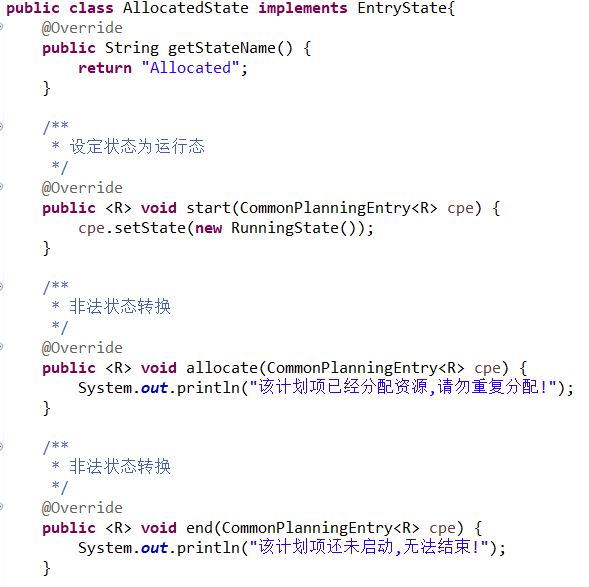 public class AllocatedState implements EntryState{
    @Override
    public String getStateName() {
        return "Allocated";
    }
    /**
     * 设定状态为运行态
     */
    @Override
    public <R> void start(CommonPlanningEntry<R> cpe) {
        cpe.setState(new RunningState());
    }
    /**
     * 非法状态转换
     */
    @Override
    public <R> void allocate(CommonPlanningEntry<R> cpe) {
        System.out.println("该计划项已经分配资源,请勿重复分配!");
    }
    /**
     * 非法状态转换
     */
    @Override
    public <R> void end(CommonPlanningEntry<R> cpe) {
        System.out.println("该计划项还未启动,无法结束!");
    }